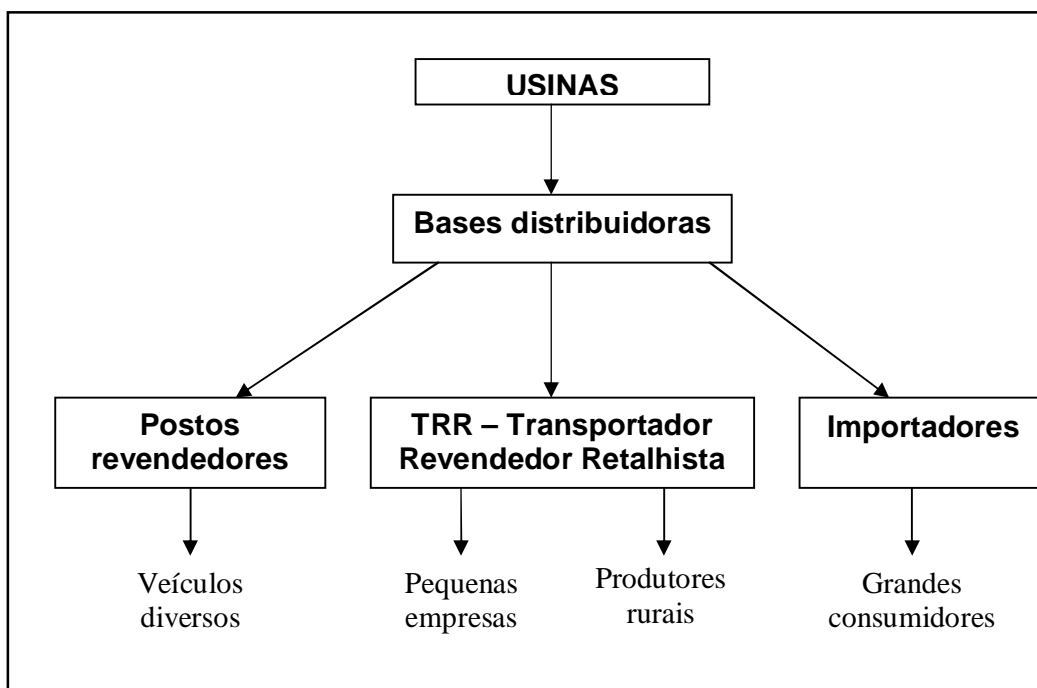 USINAS
Bases distribuidoras
Postos
revendedores
TRR – Transportador
Revendedor Retalhista
Importadores
Veículos
diversos
Pequenas
empresas
Produtores
rurais
Grandes
consumidores